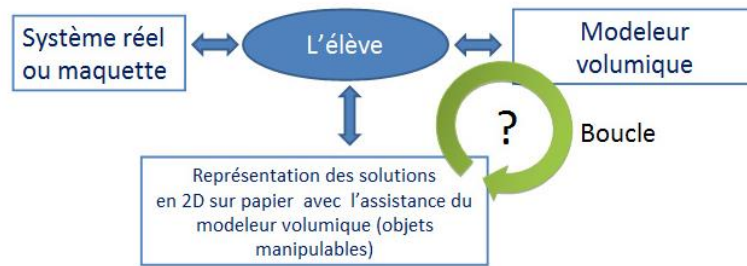 Système réel
ou maquette
L'élève
Modeleur
volumique
?
Boucle
Représentation des solutions
en 2D sur papier avec l'assistance du
modeleur volumique (objets
manipulables)